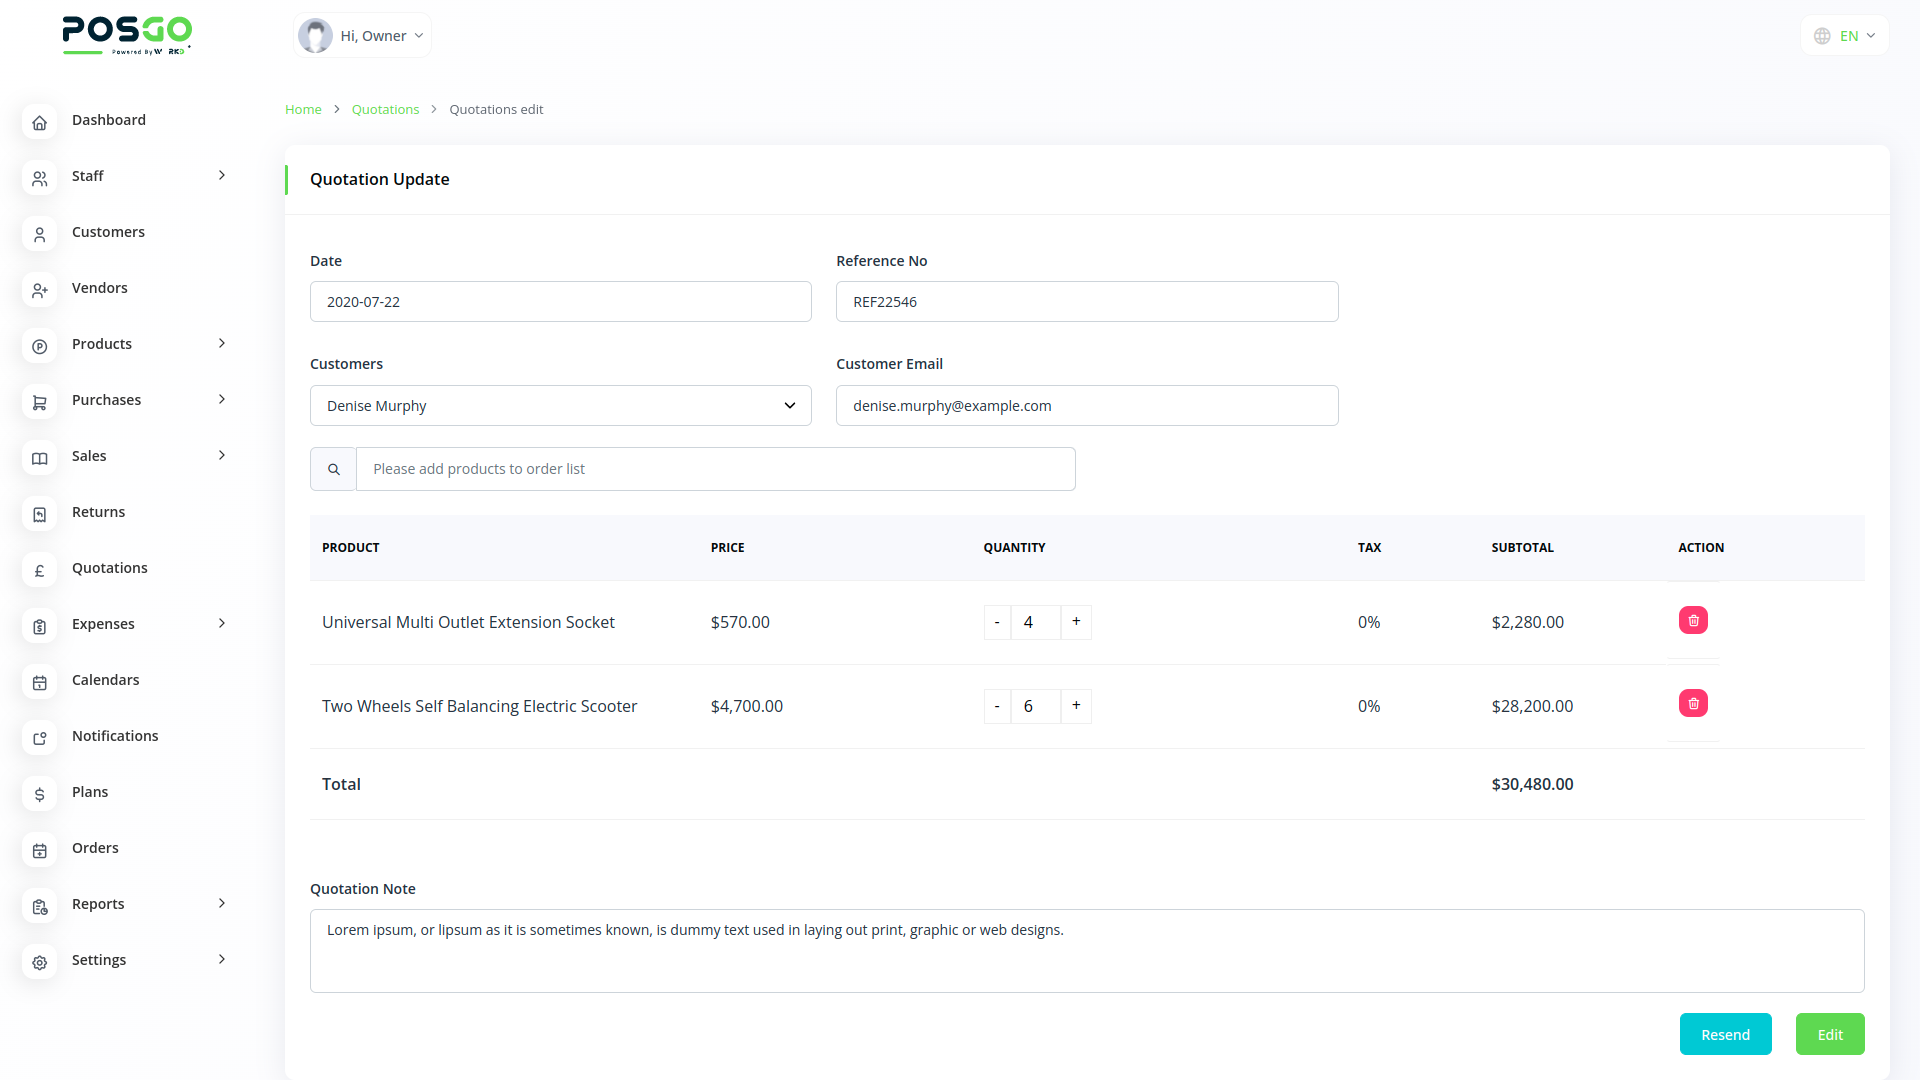 POSGO
Powered By W RKD
Hi, Owner
EN
Home > Quotations > Quotations edit
Dashboard
Staff
Customers
Vendors
Products
Purchases
Sales
Returns
Quotations
Expenses
Calendars
Notifications
Plans
Orders
Reports
Settings
Quotation Update
Date Reference No
2020-07-22 REF22546
Customers Customer Email
Denise Murphy denise.murphy@example.com
Please add products to order list
PRODUCT PRICE QUANTITY TAX SUBTOTAL ACTION
Universal Multi Outlet Extension Socket $570.00 - 4 + 0% $2,280.00
Two Wheels Self Balancing Electric Scooter $4,700.00 - 6 + 0% $28,200.00
Total $30,480.00
Quotation Note
Lorem ipsum, or lipsum as it is sometimes known, is dummy text used in laying out print, graphic or web designs.
Resend Edit